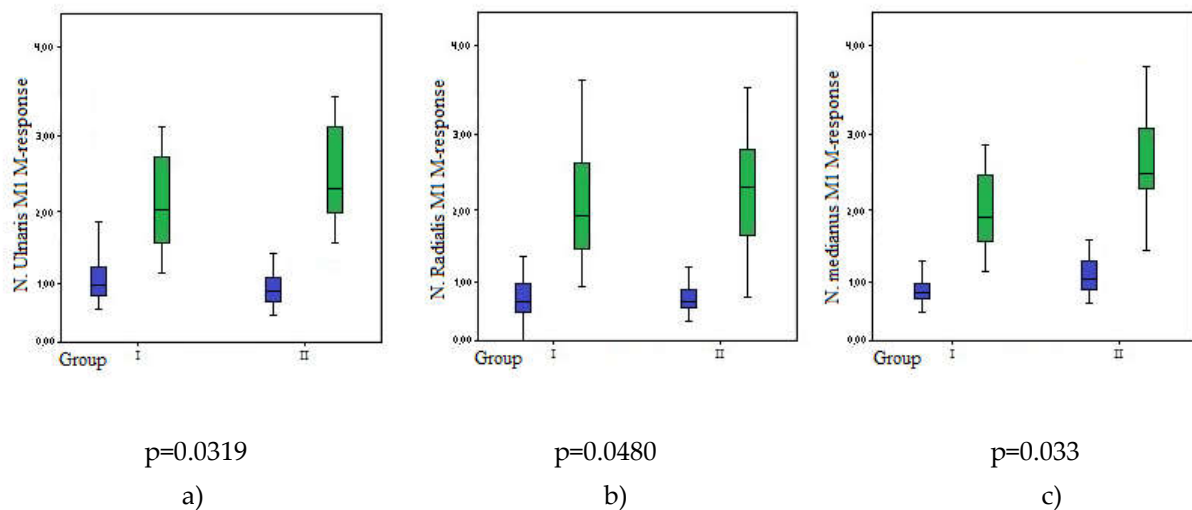 N. Ulnaris M1 M-response
4,00
3,00
2,00
1,00
0,00
Group
I
II
N. Radialis M1 M-response
4,00
3,00
2,00
1,00
0,00
Group
I
II
N. medianus M1 M-response
4,00
3,00
2,00
1,00
0,00
Group
I
II
p=0.0319
p=0.0480
p=0.033
a)
b)
c)